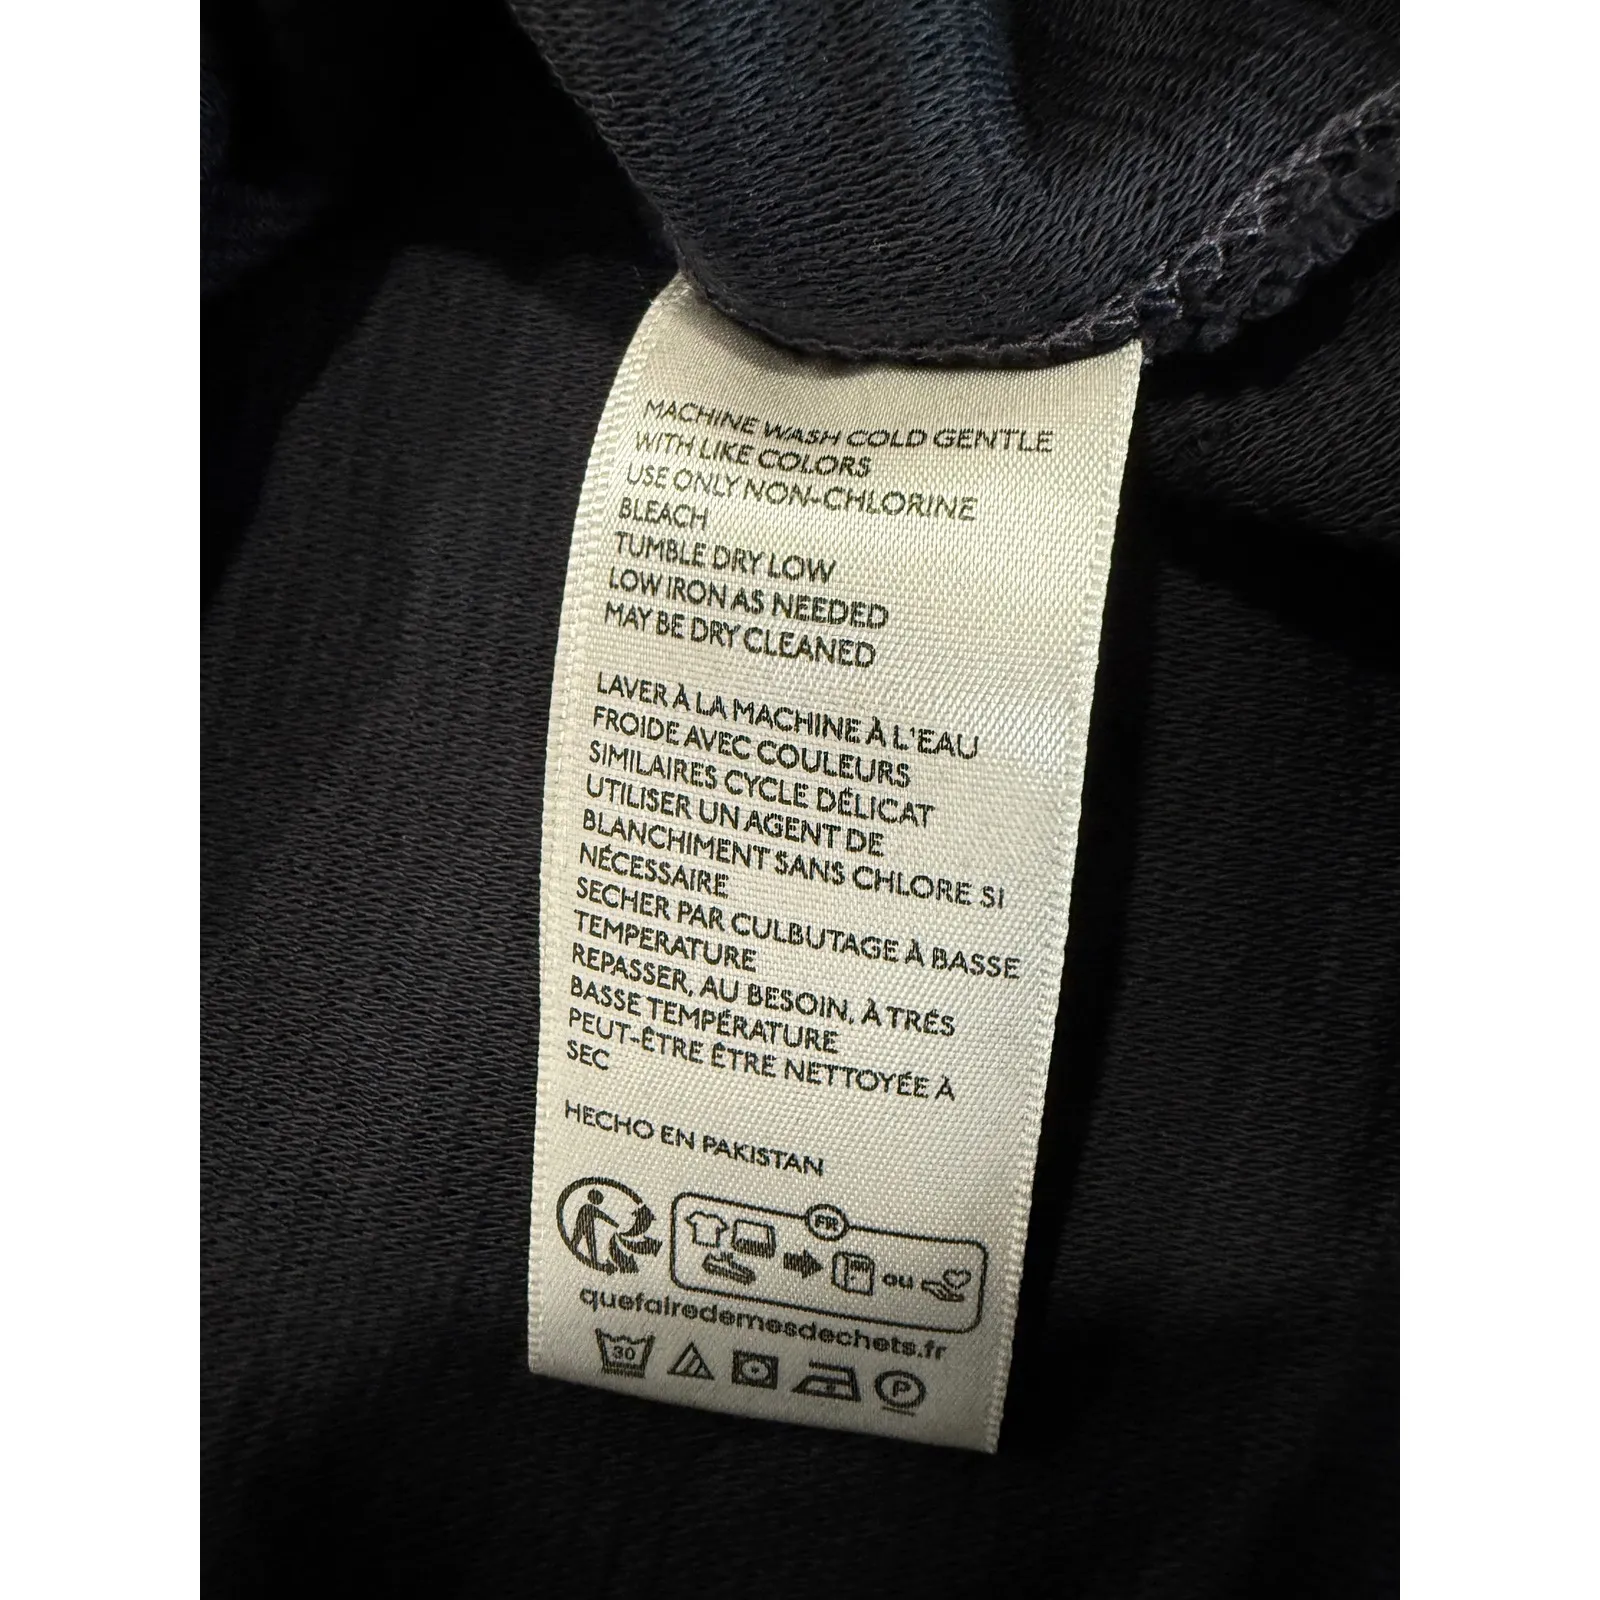 MACHINE WASH COLD GENTLE
WITH LIKE COLORS
USE ONLY NON-CHLORINE
BLEACH
TUMBLE DRY LOW
LOW IRON AS NEEDED
MAY BE DRY CLEANED
LAVER À LA MACHINE À L'EAU
FROIDE AVEC COULEURS
SIMILAIRES CYCLE DÉLICAT
UTILISER UN AGENT DE
BLANCHIMENT SANS CHLORE SI
NÉCESSAIRE
SECHER PAR CULBUTAGE À BASSE
TEMPERATURE
REPASSER, AU BESOIN, À TRÉS
BASSE TEMPÉRATURE
PEUT-ÊTRE ÊTRE NETTOYÉE À
SEC
HECHO EN PAKISTAN
FR
ou
quefairedemesdechets.fr
30 P